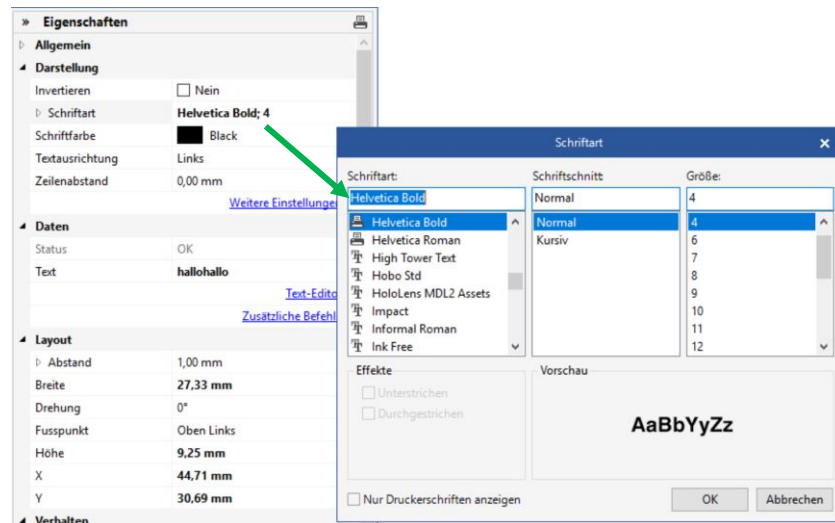 » Eigenschaften
Allgemein
Darstellung
Invertieren Nein
Schriftart Helvetica Bold; 4
Schriftfarbe Black
Textausrichtung Links
Zeilenabstand 0,00 mm
Weitere Einstellungen
Daten
Status OK
Text hallohallo
Text-Edito
Zusätzliche Befehl
Layout
Abstand 1,00 mm
Breite 27,33 mm
Drehung 0°
Fusspunkt Oben Links
Höhe 9,25 mm
X 44,71 mm
Y 30,69 mm
Verhalten
Schriftart
Schriftart: Schriftschnitt: Größe:
Helvetica Bold Normal 4
Helvetica Bold Normal 4
Helvetica Roman Kursiv 6
High Tower Text 7
Hobo Std 8
HoloLens MDL2 Assets 9
Impact 10
Informal Roman 11
Ink Free 12
Effekte Vorschau
Unterstrichen
Durchgestrichen
AaBbYyZz
Nur Druckerschriften anzeigen OK Abbrechen